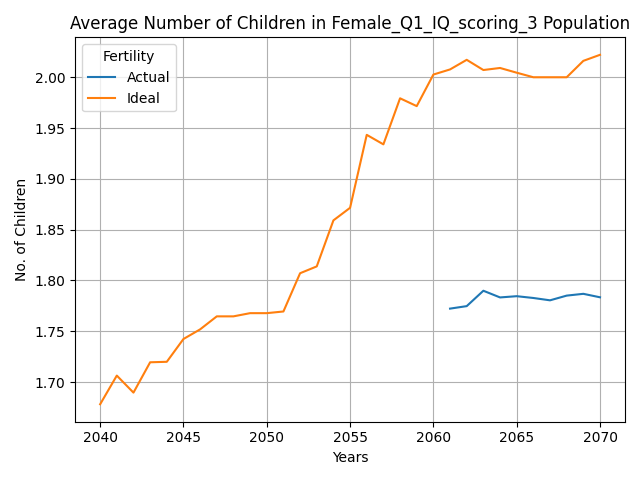 Average Number of Children in Female_Q1_IQ_scoring_3 Population
Fertility
Actual
Ideal
No. of Children
2.00
1.95
1.90
1.85
1.80
1.75
1.70
2040 2045 2050 2055 2060 2065 2070
Years